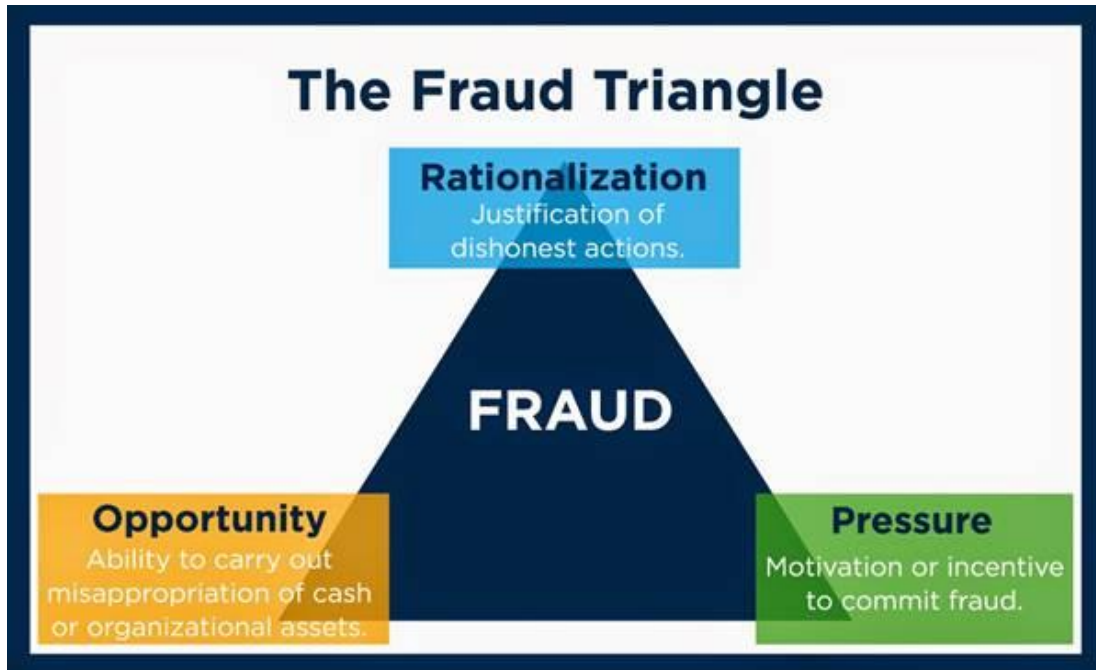 The Fraud Triangle
Rationalization
Justification of
dishonest actions.
FRAUD
Opportunity
Ability to carry out
misappropriation of cash
or organizational assets.
Pressure
Motivation or incentive
to commit fraud.